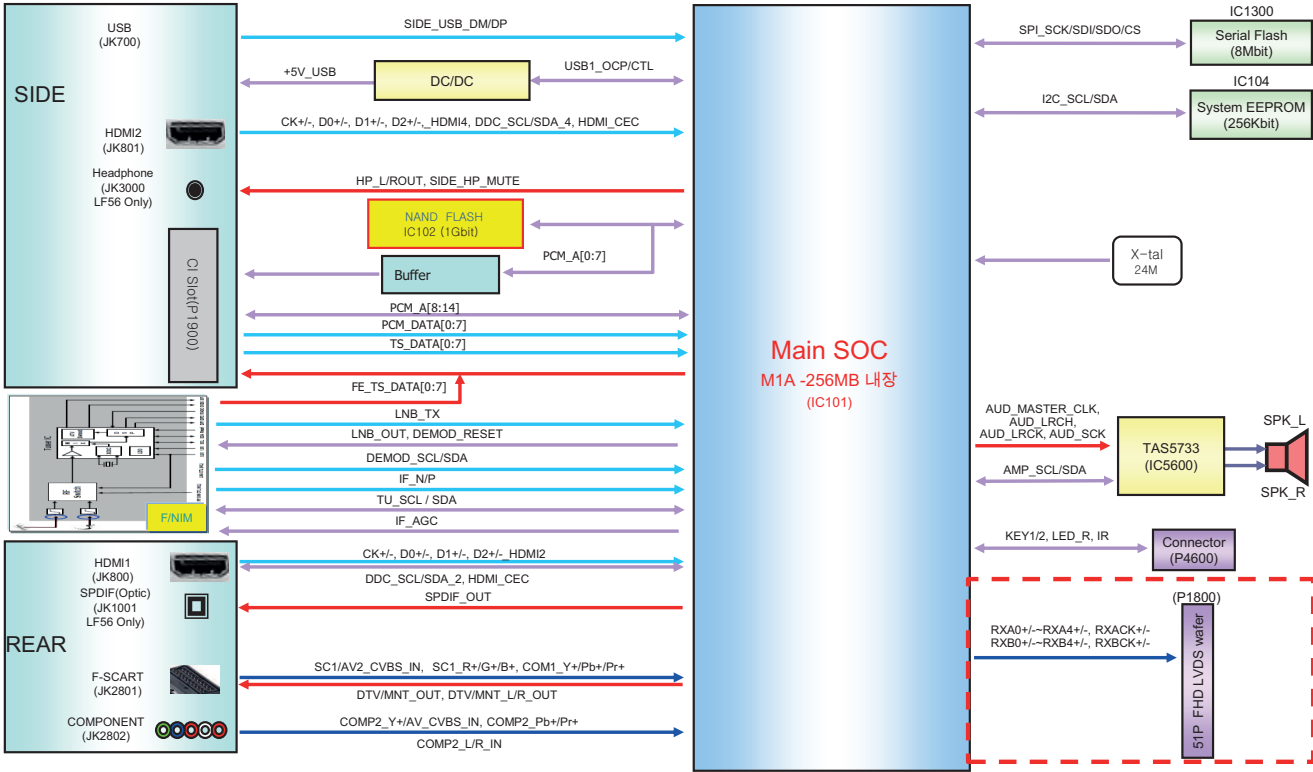 SIDE
USB
(JK700)
SIDE_USB_DM/DP
+5V_USB
DC/DC
USB1_OCP/CTL
HDMI2
(JK801)
CK+/-, D0+/-, D1+/-, D2+/-,_HDMI4, DDC_SCL/SDA_4, HDMI_CEC
Headphone
(JK3000
LF56 Only)
HP_L/ROUT, SIDE_HP_MUTE
NAND FLASH
IC102 (1Gbit)
PCM_A[0:7]
Buffer
CI Slot(P1900)
PCM_A[8:14]
PCM_DATA[0:7]
TS_DATA[0:7]
FE_TS_DATA[0:7]
LNB_TX
LNB_OUT, DEMOD_RESET
DEMOD_SCL/SDA
IF_N/P
TU_SCL / SDA
IF_AGC
RF
Switch
F/NIM
REAR
HDMI1
(JK800)
CK+/-, D0+/-, D1+/-, D2+/-_HDMI2
DDC_SCL/SDA_2, HDMI_CEC
SPDIF(Optic)
(JK1001
LF56 Only)
SPDIF_OUT
F-SCART
(JK2801)
SC1/AV2_CVBS_IN, SC1_R+/G+/B+, COM1_Y+/Pb+/Pr+
DTV/MNT_OUT, DTV/MNT_L/R_OUT
COMPONENT
(JK2802)
COMP2_Y+/AV_CVBS_IN, COMP2_Pb+/Pr+
COMP2_L/R_IN
Main SOC
M1A -256MB 내장
(IC101)
SPI_SCK/SDI/SDO/CS
IC1300
Serial Flash
(8Mbit)
I2C_SCL/SDA
IC104
System EEPROM
(256Kbit)
X-tal
24M
AUD_MASTER_CLK,
AUD_LRCH,
AUD_LRCK, AUD_SCK
AMP_SCL/SDA
TAS5733
(IC5600)
SPK_L
SPK_R
KEY1/2, LED_R, IR
Connector
(P4600)
(P1800)
RXA0+/-~RXA4+/-, RXACK+/-
RXB0+/-~RXB4+/-, RXBCK+/-
51P FHD LVDS wafer